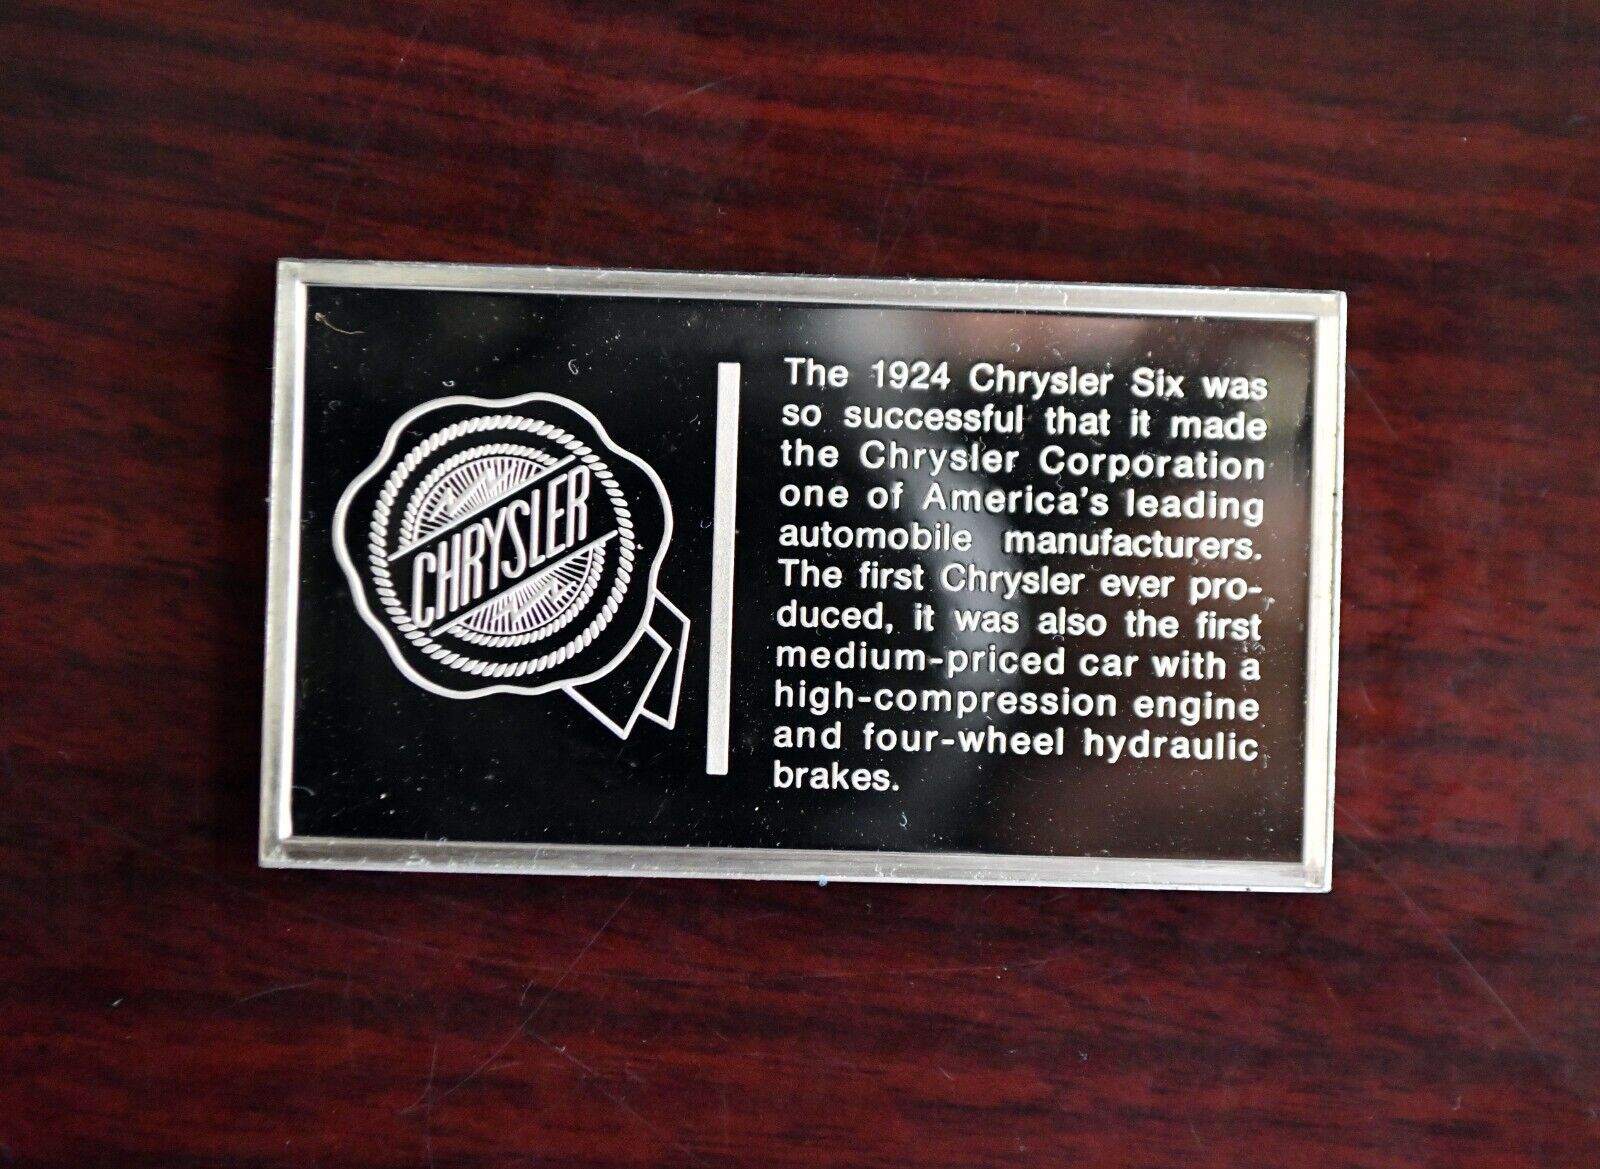 CHRYSLER
The 1924 Chrysler Six was
so successful that it made
the Chrysler Corporation
one of America's leading
automobile manufacturers.
The first Chrysler ever pro-
duced, it was also the first
medium-priced car with a
high-compression engine
and four-wheel hydraulic
brakes.